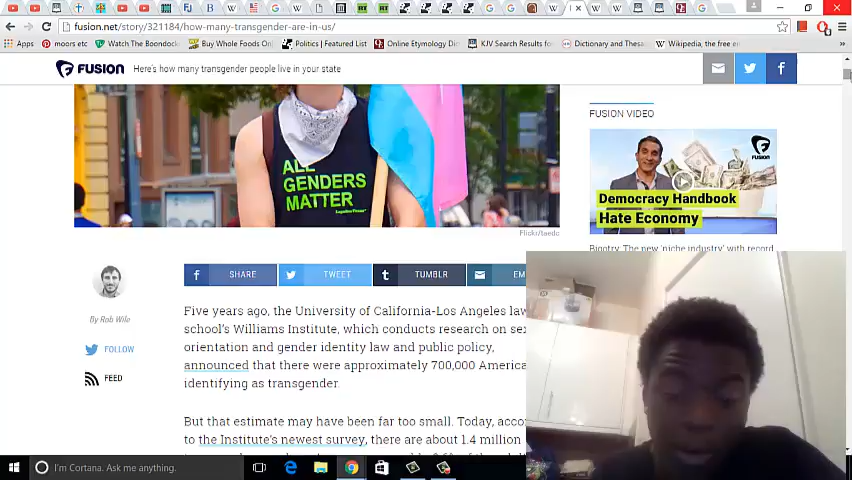 fusion.net/story/321184/how-many-transgender-are-in-us/
Apps moors etc Watch The Boondock Buy Whole Foods On Politics | Featured List Online Etymology Dict KJV Search Results fo Dictionary and Thesa Wikipedia, the free en
FUSION Here's how many transgender people live in your state
FUSION VIDEO
ALL
GENDERS
MATTER
FUSION
Democracy Handbook
Hate Economy
Flickr/taedc
Bigotry. The new 'niche industry' with record
SHARE TWEET TUMBLR EM
By Rob Wile
FOLLOW
FEED
Five years ago, the University of California-Los Angeles law
school's Williams Institute, which conducts research on sex
orientation and gender identity law and public policy,
announced that there were approximately 700,000 America
identifying as transgender.
But that estimate may have been far too small. Today, acco
to the Institute's newest survey, there are about 1.4 million
I'm Cortana. Ask me anything.